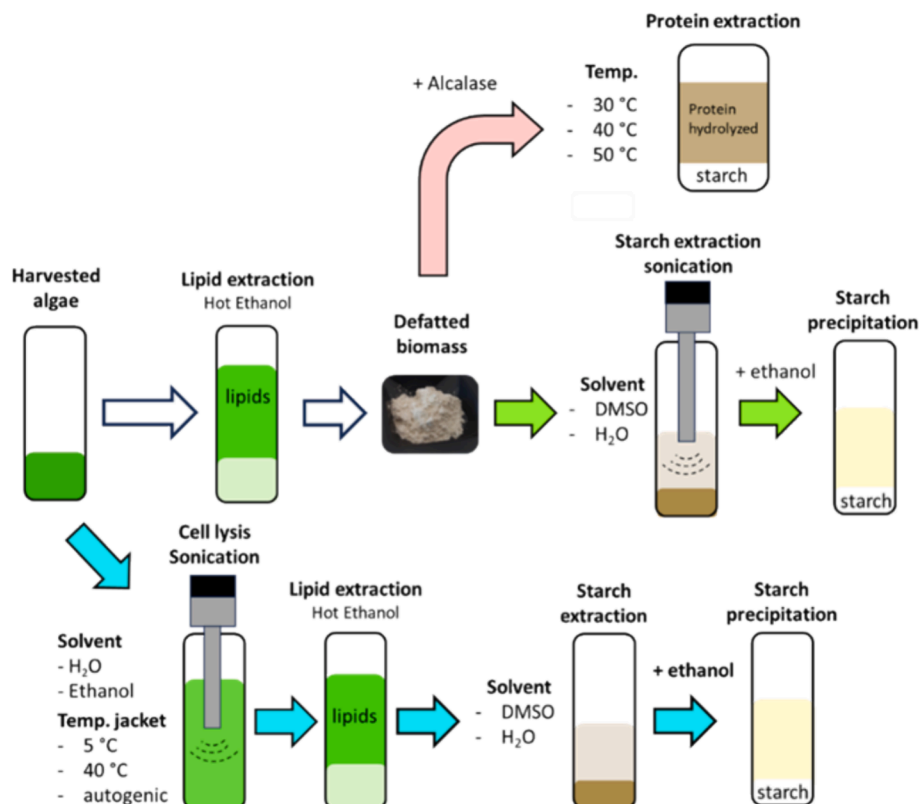 Protein extraction
+ Alcalase
Temp.
- 30 °C
- 40 °C
- 50 °C
Protein
hydrolyzed
starch
Harvested
algae
Lipid extraction
Hot Ethanol
lipids
Defatted
biomass
Starch extraction
sonication
Solvent
- DMSO
- H₂O
+ ethanol
Starch
precipitation
starch
Cell lysis
Sonication
Solvent
- H₂O
- Ethanol
Temp. jacket
- 5 °C
- 40 °C
- autogenic
Lipid extraction
Hot Ethanol
lipids
Solvent
- DMSO
- H₂O
Starch
extraction
+ ethanol
Starch
precipitation
starch